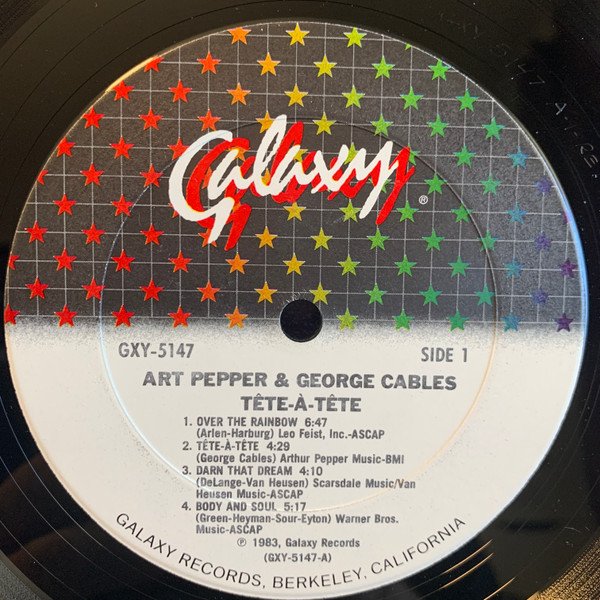 Galaxy®
GXY-5147 SIDE 1
ART PEPPER & GEORGE CABLES
TÊTE-À-TÊTE
1. OVER THE RAINBOW 6:47
(Arlen-Harburg) Leo Feist, Inc.-ASCAP
2. TÊTE-À-TÊTE 4:29
(George Cables) Arthur Pepper Music-BMI
3. DARN THAT DREAM 4:10
(DeLange-Van Heusen) Scarsdale Music/Van
Heusen Music-ASCAP
4. BODY AND SOUL 5:17
(Green-Heyman-Sour-Eyton) Warner Bros.
Music-ASCAP
℗ 1983, Galaxy Records
(GXY-5147-A)
GALAXY RECORDS, BERKELEY, CALIFORNIA